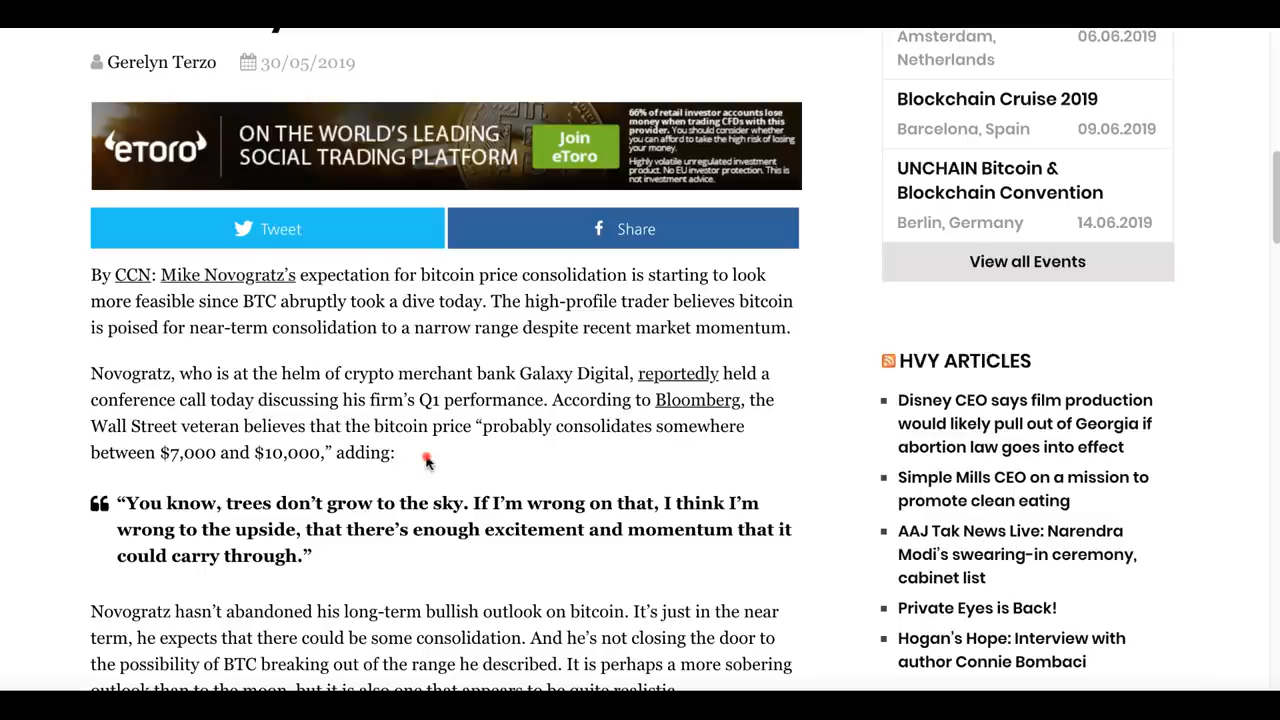 Gerelyn Terzo 30/05/2019
eTORO
ON THE WORLD'S LEADING
SOCIAL TRADING PLATFORM
Join
eToro
66% of retail investor accounts lose
money when trading CFDs with this
provider. You should consider whether
you can afford to take the high risk of losing
your money.
Highly volatile unregulated investment
product. No EU investor protection. This is
not investment advice.
Tweet
Share
By CCN: Mike Novogratz’s expectation for bitcoin price consolidation is starting to look
more feasible since BTC abruptly took a dive today. The high-profile trader believes bitcoin
is poised for near-term consolidation to a narrow range despite recent market momentum.
Novogratz, who is at the helm of crypto merchant bank Galaxy Digital, reportedly held a
conference call today discussing his firm’s Q1 performance. According to Bloomberg, the
Wall Street veteran believes that the bitcoin price “probably consolidates somewhere
between $7,000 and $10,000,” adding:
“You know, trees don’t grow to the sky. If I’m wrong on that, I think I’m
wrong to the upside, that there’s enough excitement and momentum that it
could carry through.”
Novogratz hasn’t abandoned his long-term bullish outlook on bitcoin. It’s just in the near
term, he expects that there could be some consolidation. And he’s not closing the door to
the possibility of BTC breaking out of the range he described. It is perhaps a more sobering
outlook than to the moon, but it is also one that appears to be quite realistic.
Amsterdam, 06.06.2019
Netherlands
Blockchain Cruise 2019
Barcelona, Spain 09.06.2019
UNCHAIN Bitcoin &
Blockchain Convention
Berlin, Germany 14.06.2019
View all Events
HVY ARTICLES
Disney CEO says film production
would likely pull out of Georgia if
abortion law goes into effect
Simple Mills CEO on a mission to
promote clean eating
AAJ Tak News Live: Narendra
Modi’s swearing-in ceremony,
cabinet list
Private Eyes is Back!
Hogan’s Hope: Interview with
author Connie Bombaci